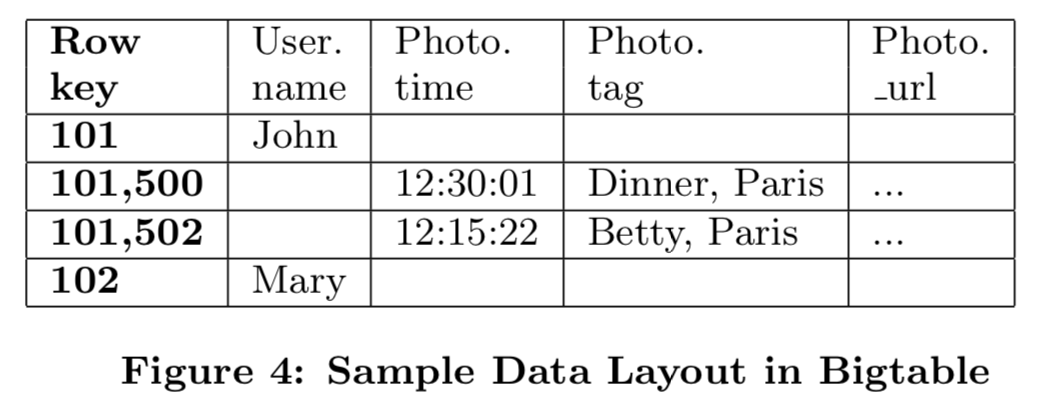 Row key User. name Photo. time Photo. tag Photo. _url
101 John
101,500 12:30:01 Dinner, Paris ...
101,502 12:15:22 Betty, Paris ...
102 Mary
Figure 4: Sample Data Layout in Bigtable